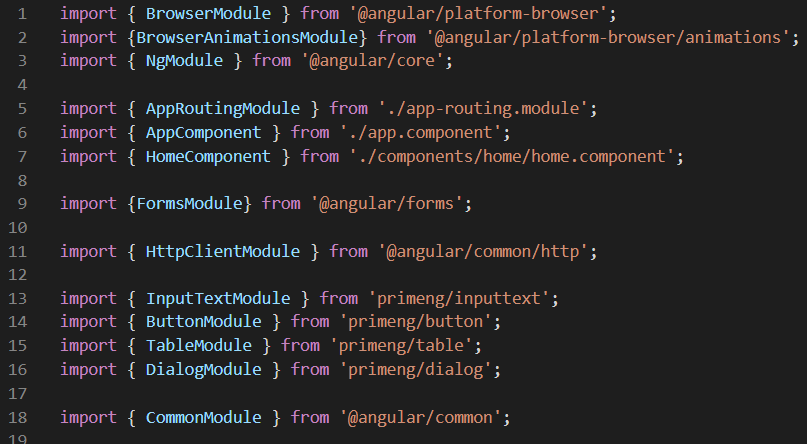 1 import { BrowserModule } from '@angular/platform-browser';
2 import {BrowserAnimationsModule} from '@angular/platform-browser/animations';
3 import { NgModule } from '@angular/core';
4
5 import { AppRoutingModule } from './app-routing.module';
6 import { AppComponent } from './app.component';
7 import { HomeComponent } from './components/home/home.component';
8
9 import {FormsModule} from '@angular/forms';
10
11 import { HttpClientModule } from '@angular/common/http';
12
13 import { InputTextModule } from 'primeng/inputtext';
14 import { ButtonModule } from 'primeng/button';
15 import { TableModule } from 'primeng/table';
16 import { DialogModule } from 'primeng/dialog';
17
18 import { CommonModule } from '@angular/common';
19